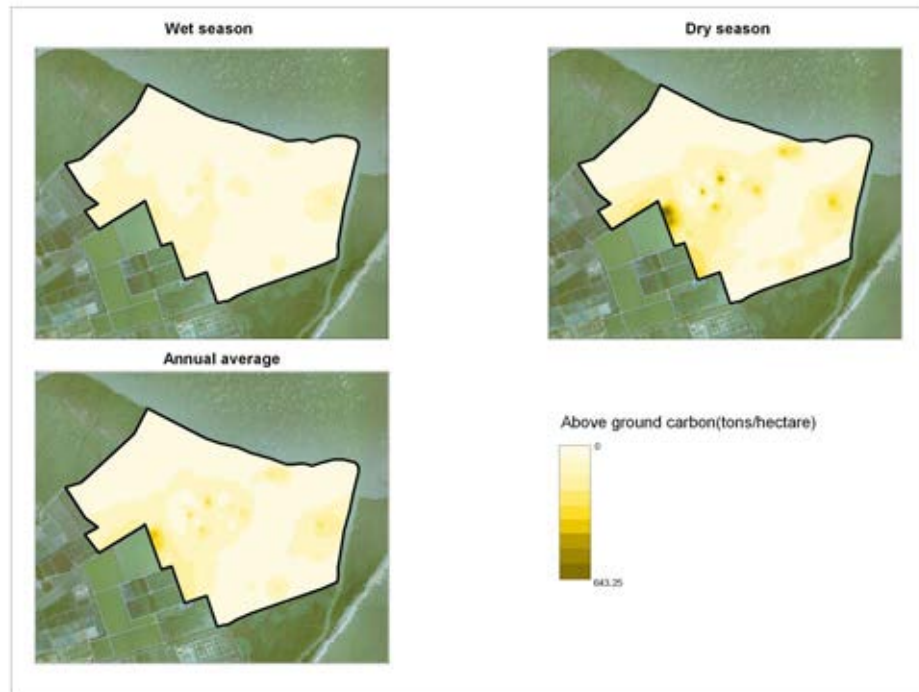 Wet season
Dry season
Annual average
Above ground carbon(tons/hectare)
0
643.25